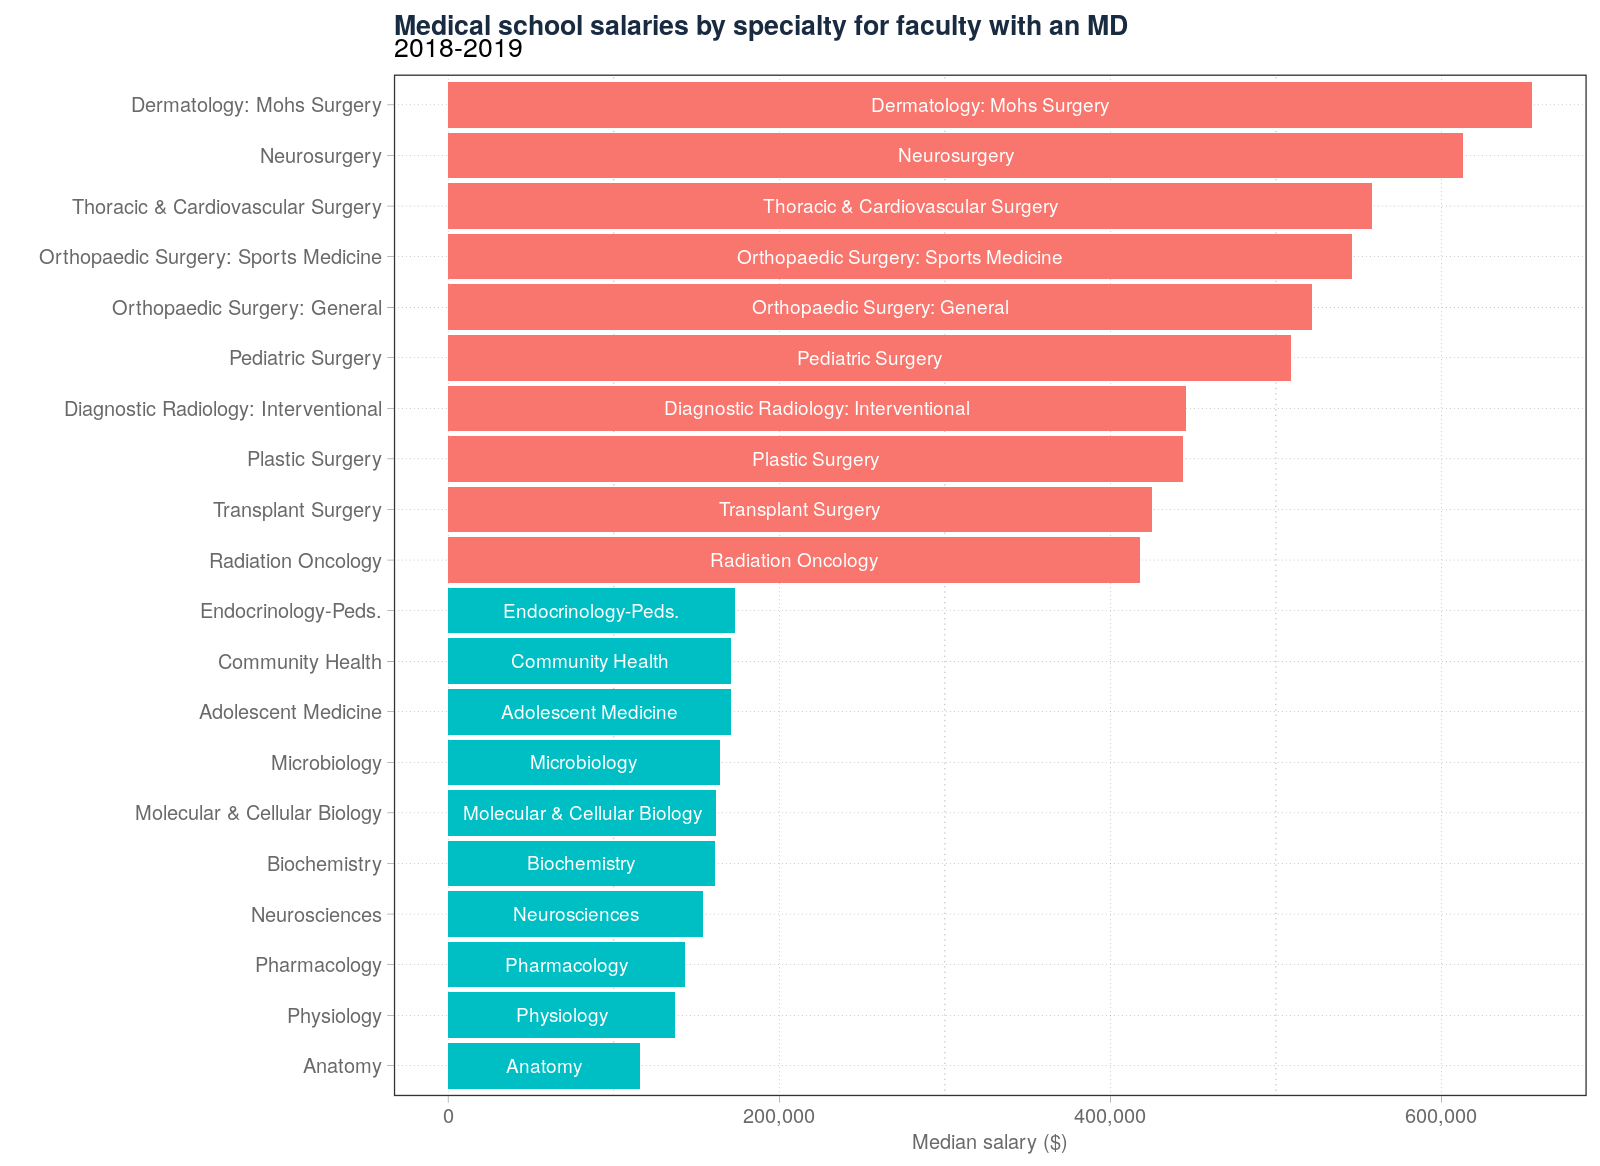 Medical school salaries by specialty for faculty with an MD
2018-2019
Dermatology: Mohs Surgery
Dermatology: Mohs Surgery
Neurosurgery
Neurosurgery
Thoracic & Cardiovascular Surgery
Thoracic & Cardiovascular Surgery
Orthopaedic Surgery: Sports Medicine
Orthopaedic Surgery: Sports Medicine
Orthopaedic Surgery: General
Orthopaedic Surgery: General
Pediatric Surgery
Pediatric Surgery
Diagnostic Radiology: Interventional
Diagnostic Radiology: Interventional
Plastic Surgery
Plastic Surgery
Transplant Surgery
Transplant Surgery
Radiation Oncology
Radiation Oncology
Endocrinology-Peds.
Endocrinology-Peds.
Community Health
Community Health
Adolescent Medicine
Adolescent Medicine
Microbiology
Microbiology
Molecular & Cellular Biology
Molecular & Cellular Biology
Biochemistry
Biochemistry
Neurosciences
Neurosciences
Pharmacology
Pharmacology
Physiology
Physiology
Anatomy
Anatomy
0 200,000 400,000 600,000
Median salary ($)